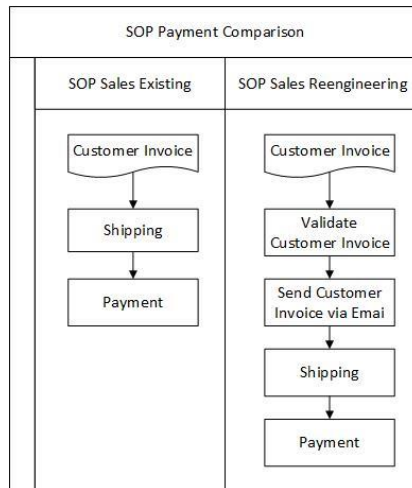 SOP Payment Comparison
SOP Sales Existing
SOP Sales Reengineering
Customer Invoice
Shipping
Payment
Customer Invoice
Validate
Customer Invoice
Send Customer
Invoice via Emai
Shipping
Payment